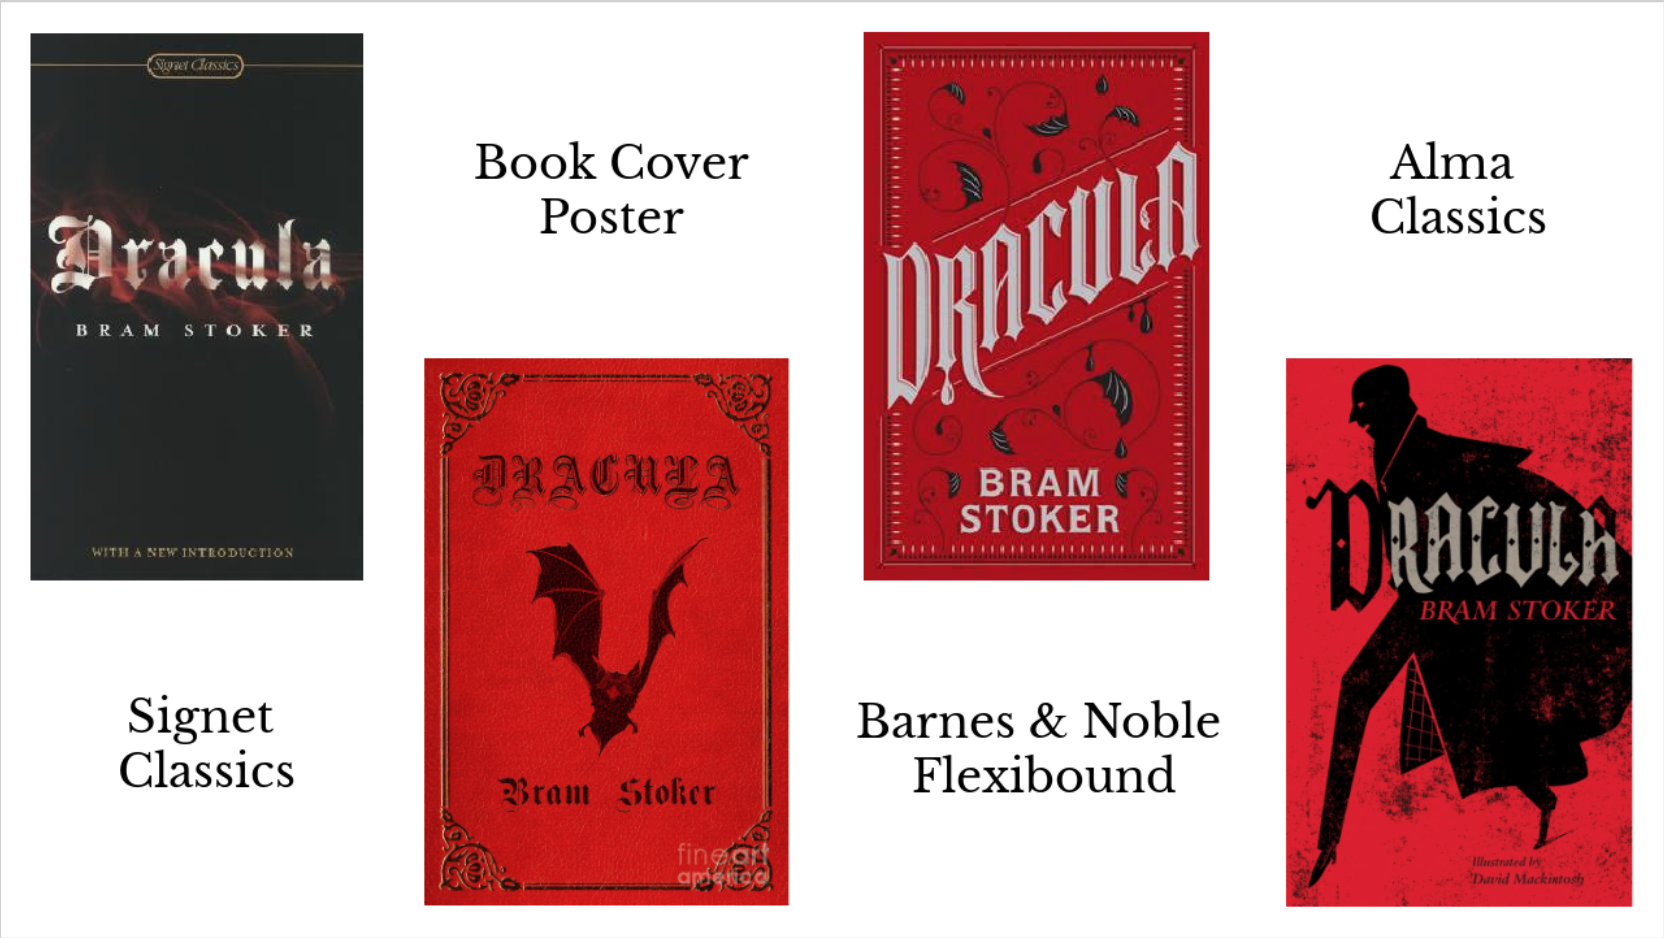 Signet Classics
Dracula
BRAM STOKER
WITH A NEW INTRODUCTION
Signet
Classics
Book Cover
Poster
DRACULA
Bram Stoker
fineart
america
DRACULA
BRAM
STOKER
Barnes & Noble
Flexibound
Alma
Classics
DRACULA
BRAM STOKER
Illustrated by
David Mackintosh